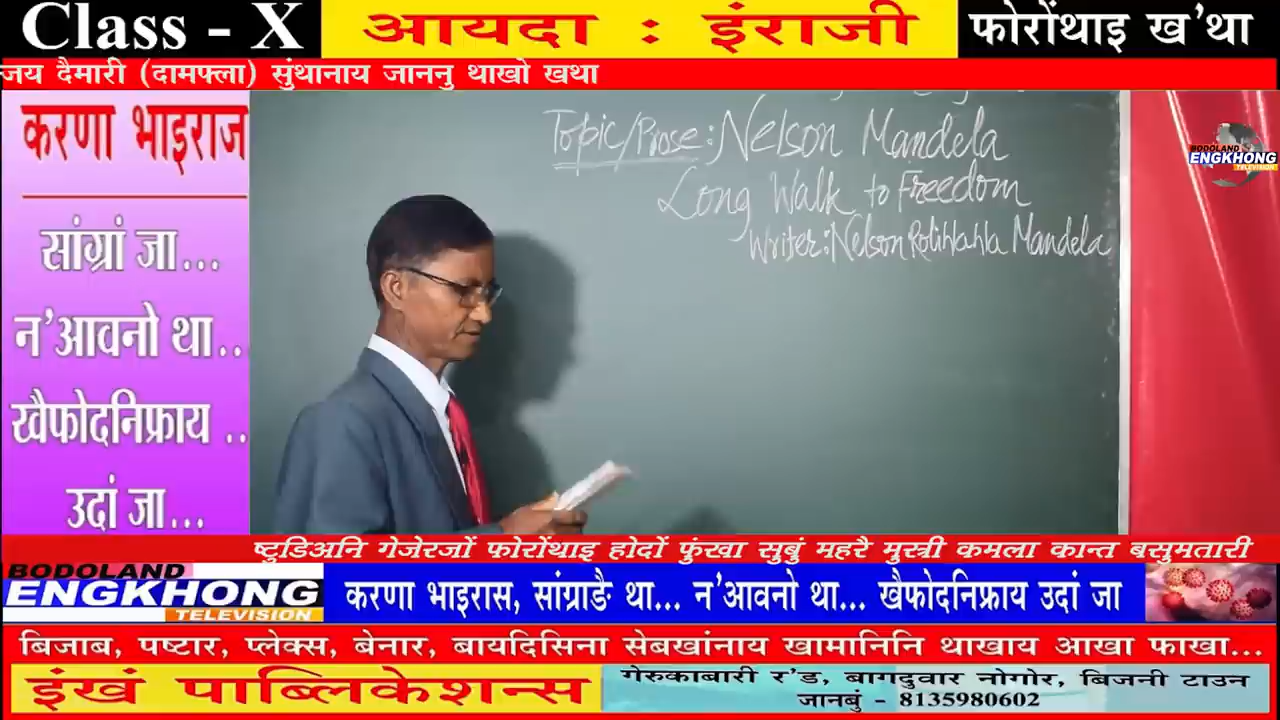 Class - X
आयदा : इंराजी
फोरोंथाइ ख'था
जय दैमारी (दामफ्ला) सुंथानाय जाननु थाखो खथा
करणा भाइराज
सांग्रां जा...
न'आवनो था...
खैफोदनिफ्राय ..
उदां जा...
Topic/Prose: Nelson Mandela
Long Walk to Freedom
Writer: Nelson Rolihlahla Mandela
BODOLAND
ENGKHONG
TELEVISION
ष्टुडिअनि गेजेरजों फोरोंथाइ होदों फुंखा सुबुं महरै मुस्त्री कमला कान्त बसुमतारी
BODOLAND
ENGKHONG
TELEVISION
करणा भाइरास, सांग्राङै था... न'आवनो था... खैफोदनिफ्राय उदां जा
बिजाब, पष्टार, प्लेक्स, बेनार, बायदिसिना सेबखांनाय खामानिनि थाखाय आखा फाखा...
इंखं पाब्लिकेशन्स
गेरुकाबारी र'ड, बागदुवार नोगोर, बिजनी टाउन
जानबुं - 8135980602